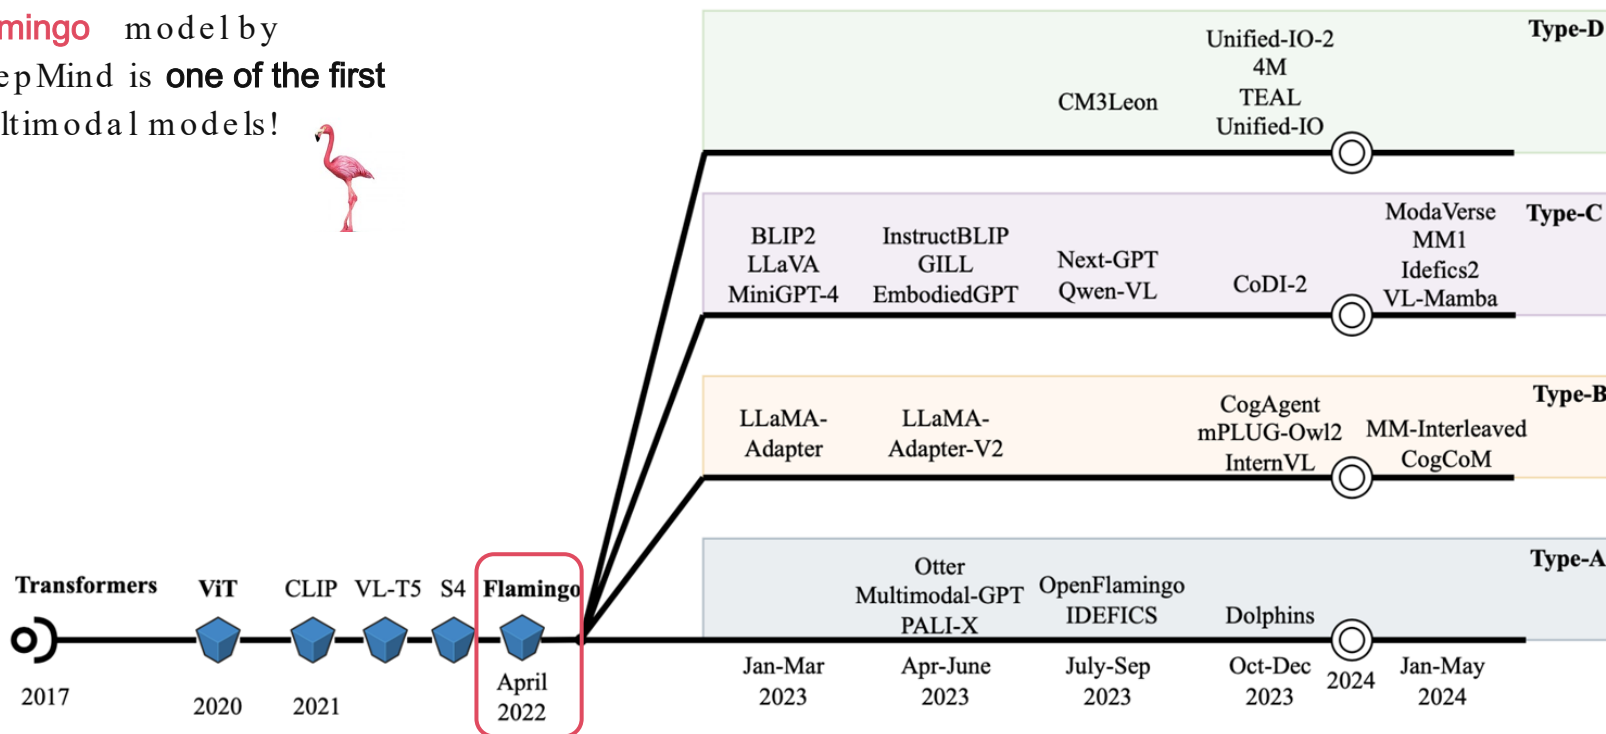 mingo model by
epMind is one of the first
ltimodal models!
Type-D
Unified-IO-2
4M
CM3Leon
TEAL
Unified-IO
Type-C
BLIP2
LLaVA
MiniGPT-4
InstructBLIP
GILL
EmbodiedGPT
Next-GPT
Qwen-VL
CoDI-2
ModaVerse
MM1
Idefics2
VL-Mamba
Type-B
LLaMA-
Adapter
LLaMA-
Adapter-V2
CogAgent
mPLUG-Owl2
InternVL
MM-Interleaved
CogCoM
Type-A
Otter
Multimodal-GPT
PALI-X
OpenFlamingo
IDEFICS
Dolphins
Transformers
ViT
CLIP
VL-T5
S4
Flamingo
2017
2020
2021
April
2022
Jan-Mar
2023
Apr-June
2023
July-Sep
2023
Oct-Dec
2023
2024
Jan-May
2024